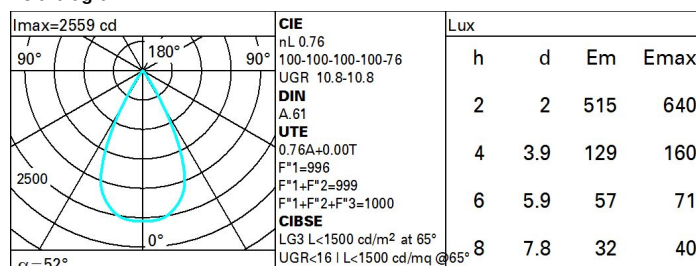 Imax=2559 cd
90° 180° 90°
2500
0°
α=52°
CIE
nL 0.76
100-100-100-100-76
UGR 10.8-10.8
DIN
A.61
UTE
0.76A+0.00T
F"1=996
F"1+F"2=999
F"1+F"2+F"3=1000
CIBSE
LG3 L<1500 cd/m² at 65°
UGR<16 | L<1500 cd/mq @65°
Lux
h d Em Emax
2 2 515 640
4 3.9 129 160
6 5.9 57 71
8 7.8 32 40